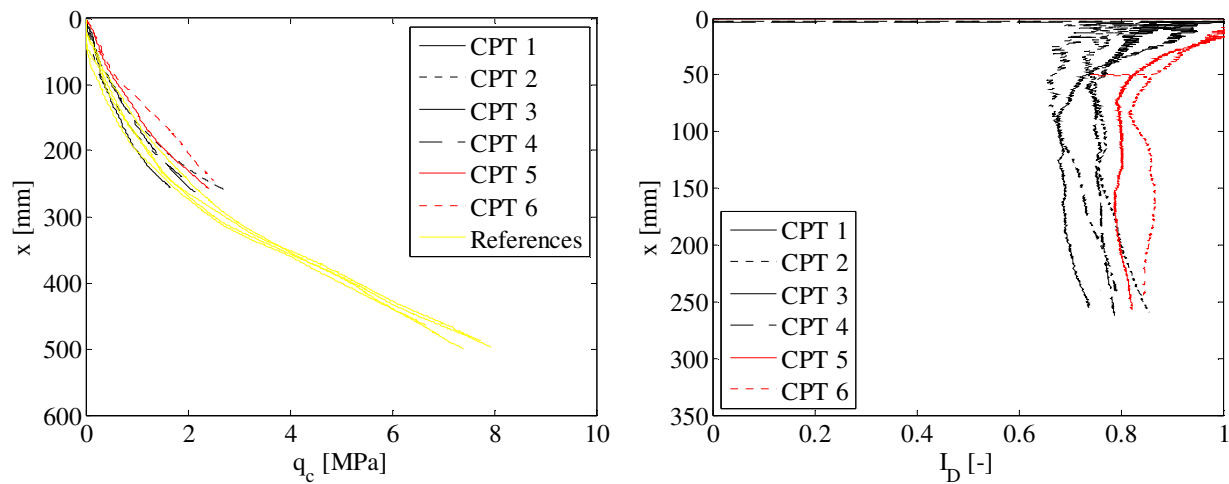 0
100
200
300
400
500
600
x [mm]
0
2
4
6
8
10
q_c [MPa]
CPT 1
CPT 2
CPT 3
CPT 4
CPT 5
CPT 6
References
0
50
100
150
200
250
300
350
x [mm]
0
0.2
0.4
0.6
0.8
1
I_D [-]
CPT 1
CPT 2
CPT 3
CPT 4
CPT 5
CPT 6